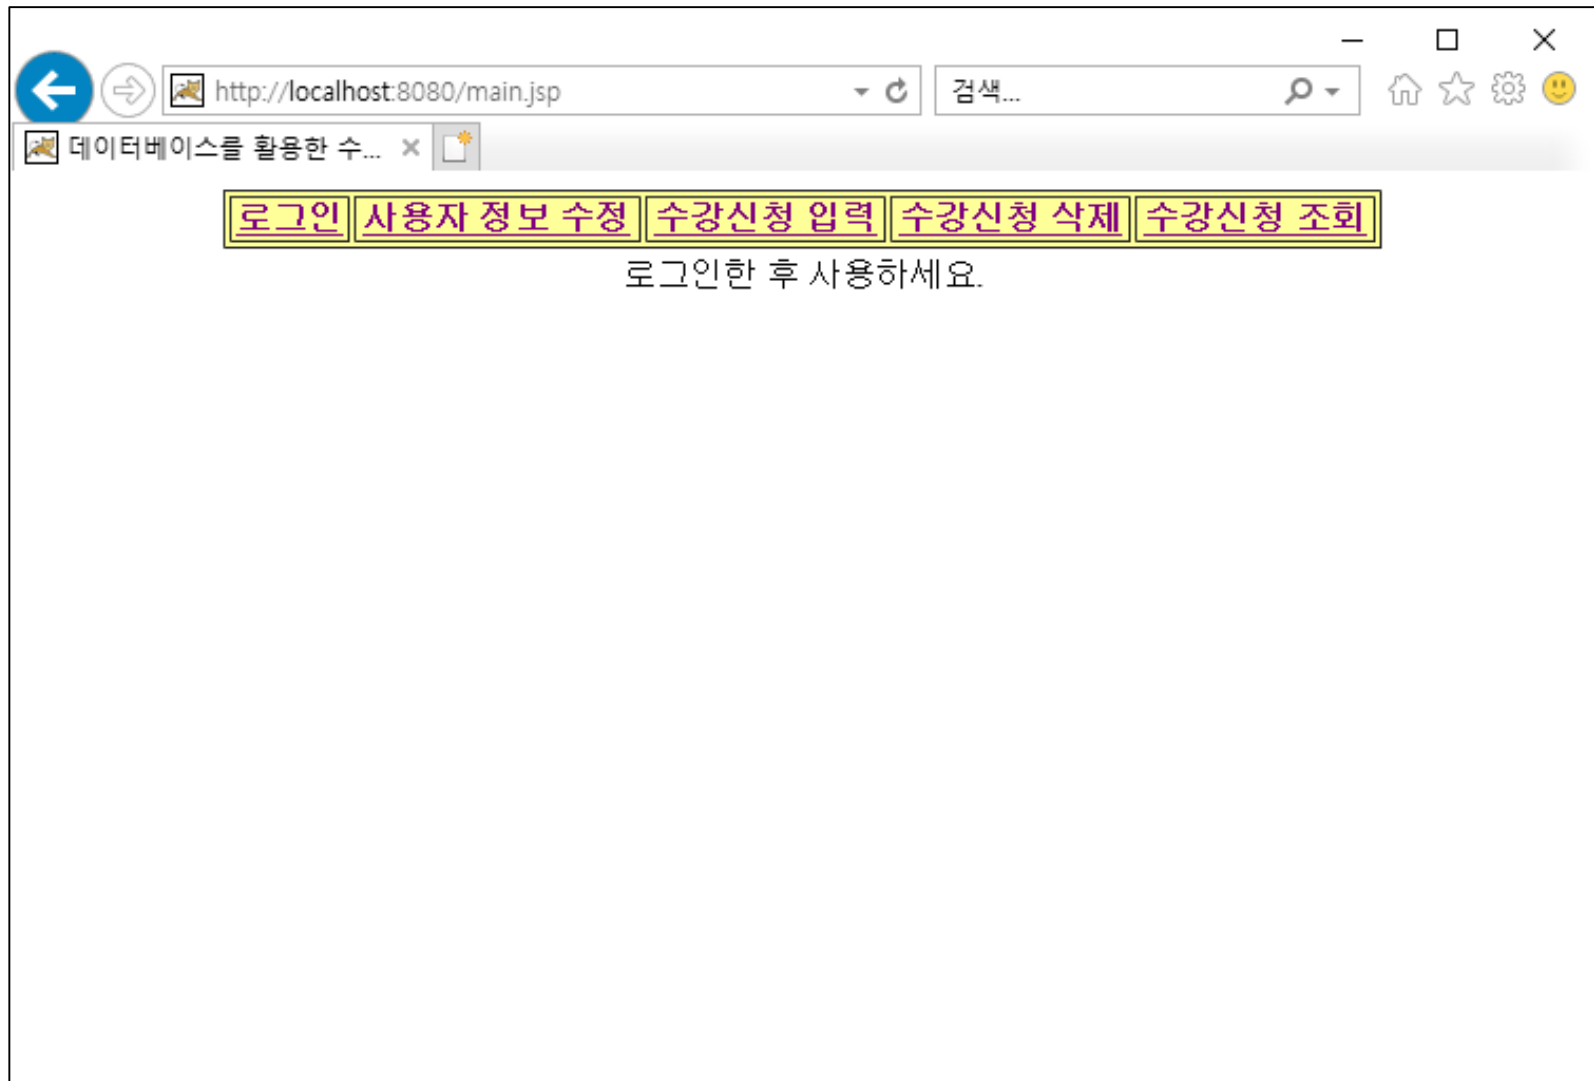 http://localhost:8080/main.jsp 검색...
데이터베이스를 활용한 수...
로그인 사용자 정보 수정 수강신청 입력 수강신청 삭제 수강신청 조회
로그인한 후 사용하세요.